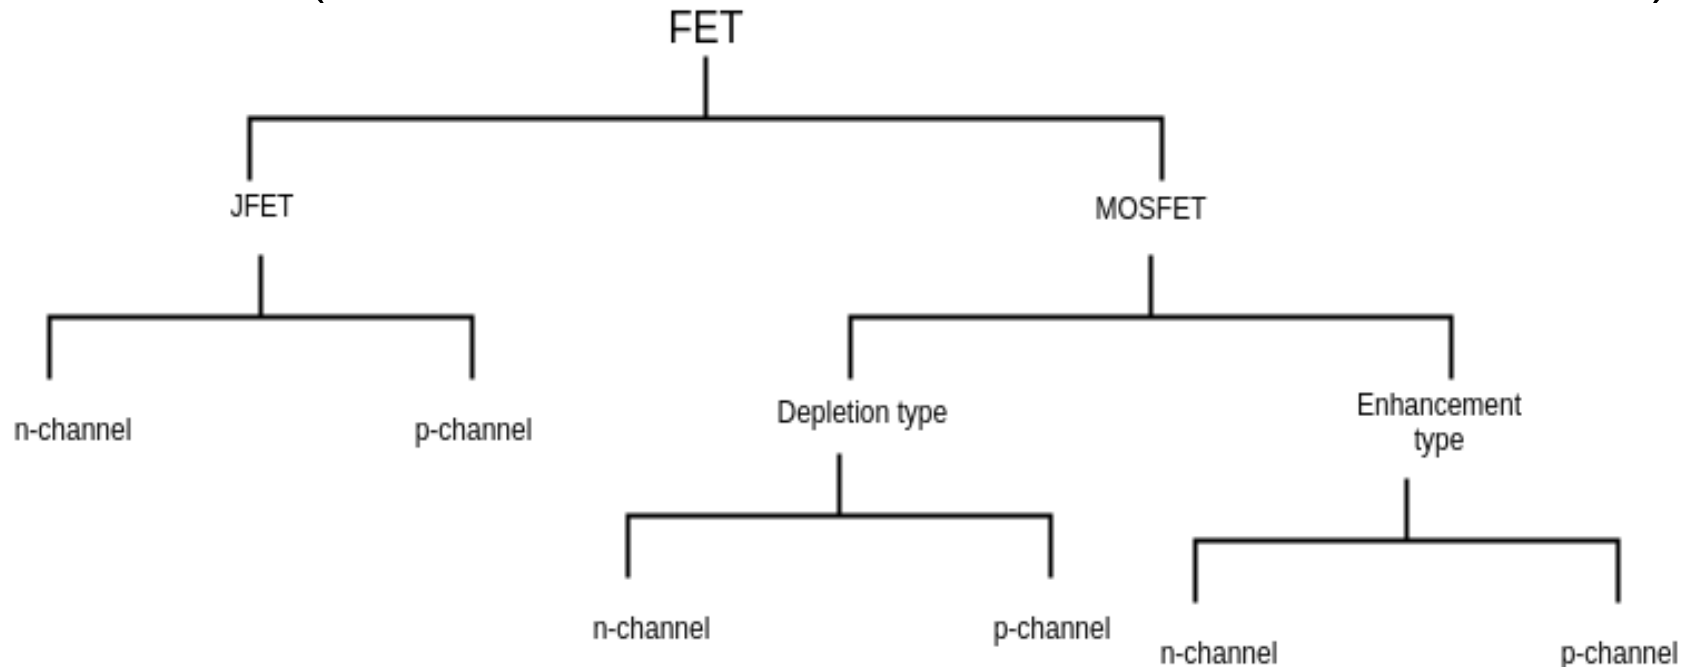 FET
JFET
MOSFET
n-channel
p-channel
Depletion type
Enhancement
type
n-channel
p-channel
n-channel
p-channel